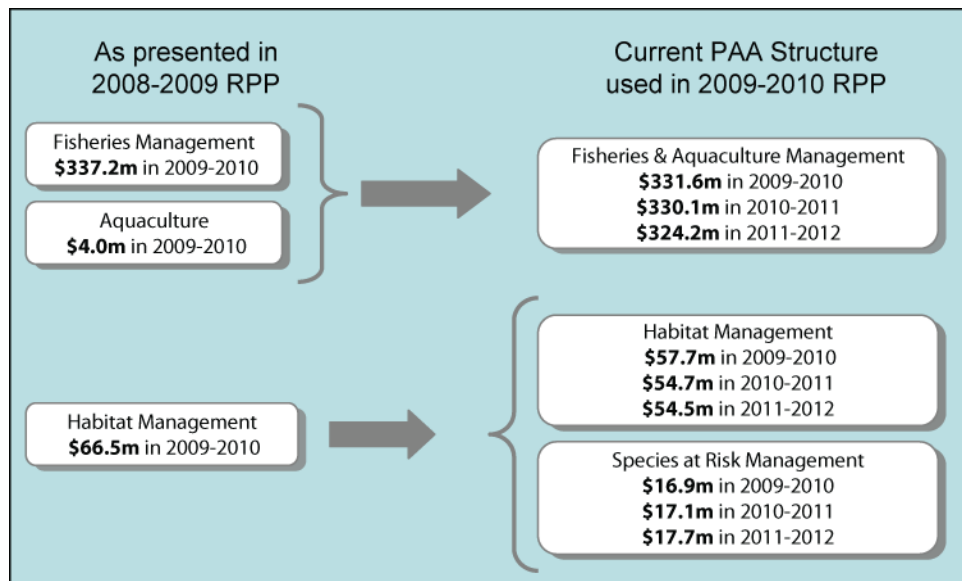 As presented in
2008-2009 RPP
Current PAA Structure
used in 2009-2010 RPP
Fisheries Management
$337.2m in 2009-2010
Aquaculture
$4.0m in 2009-2010
Fisheries & Aquaculture Management
$331.6m in 2009-2010
$330.1m in 2010-2011
$324.2m in 2011-2012
Habitat Management
$66.5m in 2009-2010
Habitat Management
$57.7m in 2009-2010
$54.7m in 2010-2011
$54.5m in 2011-2012
Species at Risk Management
$16.9m in 2009-2010
$17.1m in 2010-2011
$17.7m in 2011-2012